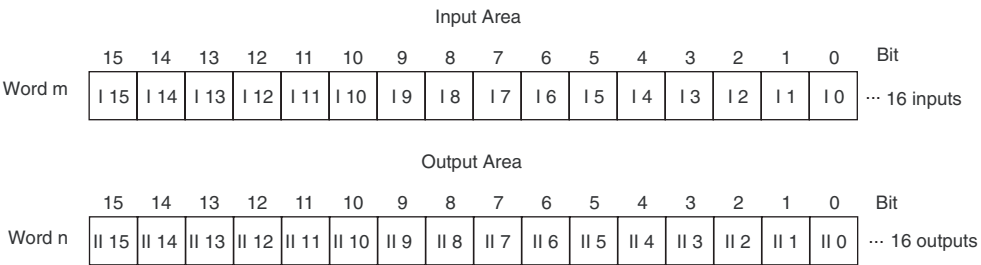 Input Area
15 14 13 12 11 10 9 8 7 6 5 4 3 2 1 0 Bit
Word m I 15 I 14 I 13 I 12 I 11 I 10 I 9 I 8 I 7 I 6 I 5 I 4 I 3 I 2 I 1 I 0 ··· 16 inputs
Output Area
15 14 13 12 11 10 9 8 7 6 5 4 3 2 1 0 Bit
Word n II 15 II 14 II 13 II 12 II 11 II 10 II 9 II 8 II 7 II 6 II 5 II 4 II 3 II 2 II 1 II 0 ··· 16 outputs